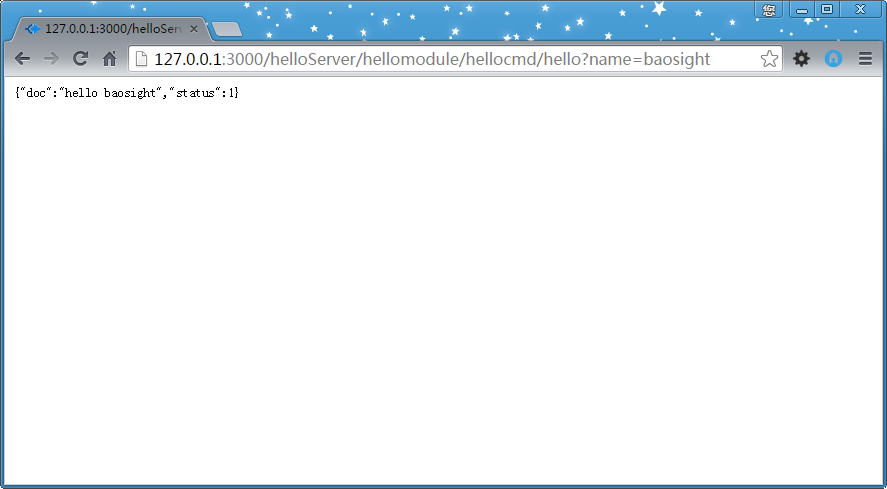 您
127.0.0.1:3000/helloServ
127.0.0.1:3000/helloServer/hellomodule/hellocmd/hello?name=baosight
{"doc":"hello baosight","status":1}